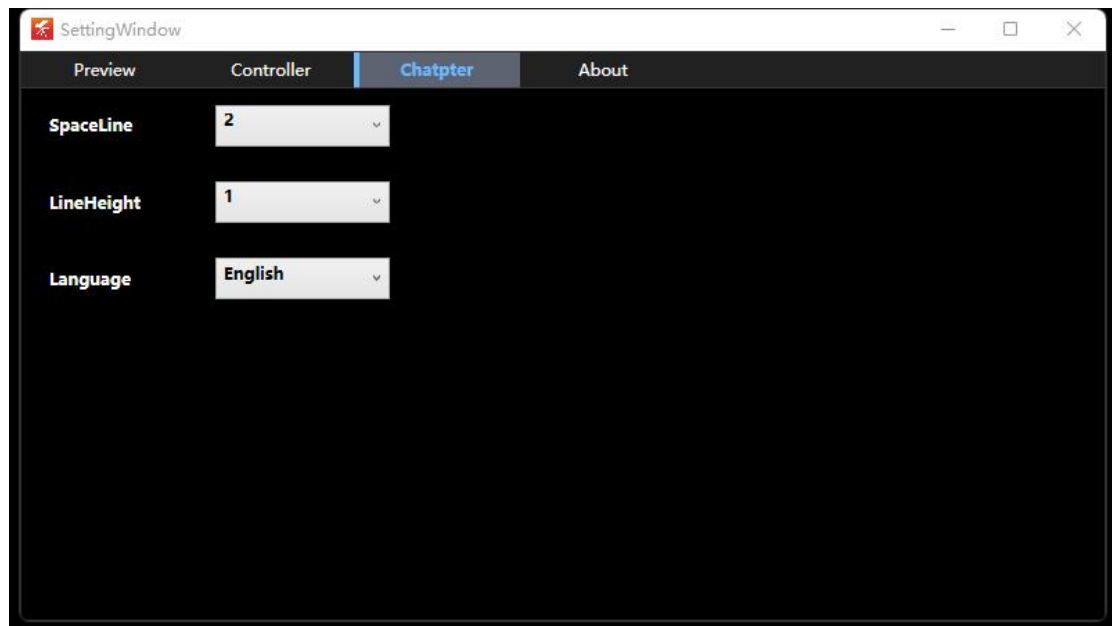 SettingWindow
Preview Controller Chatpter About
SpaceLine 2
LineHeight 1
Language English